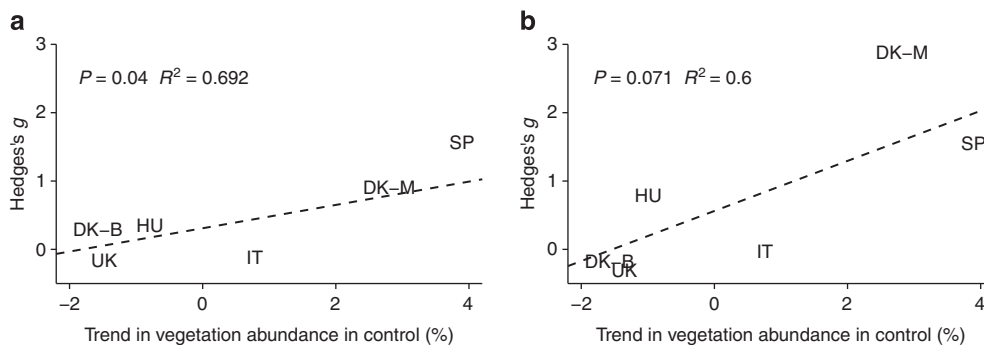 a
P = 0.04 R² = 0.692
3
2
1
0
Hedges's g
SP
DK–M
DK–B
HU
UK
IT
−2 0 2 4
Trend in vegetation abundance in control (%)
b
P = 0.071 R² = 0.6
3
2
1
0
Hedges's g
DK–M
SP
HU
IT
DK–B
UK
−2 0 2 4
Trend in vegetation abundance in control (%)